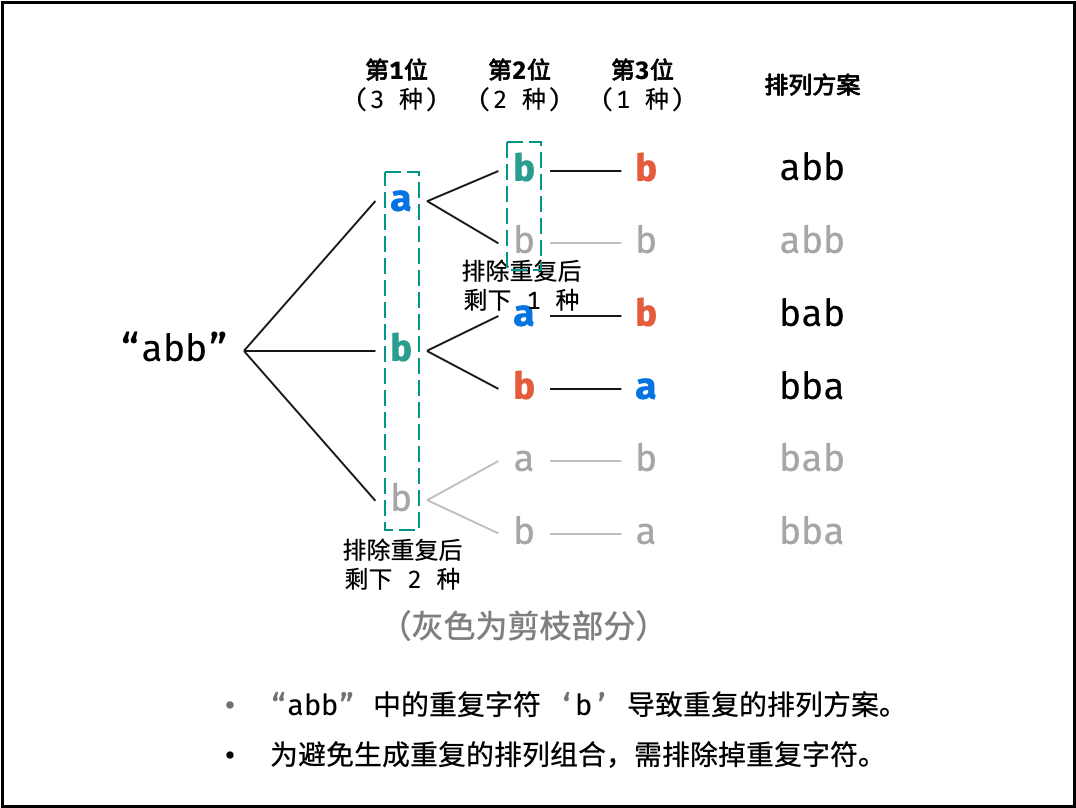 第1位 第2位 第3位 排列方案
（3 种） （2 种） （1 种）
b b abb
a
b b abb
排除重复后
剩下 1 种
a b bab
“abb” b
b a bba
a b bab
b
b a bba
排除重复后
剩下 2 种
（灰色为剪枝部分）
• “abb” 中的重复字符 ‘b’ 导致重复的排列方案。
• 为避免生成重复的排列组合，需排除掉重复字符。